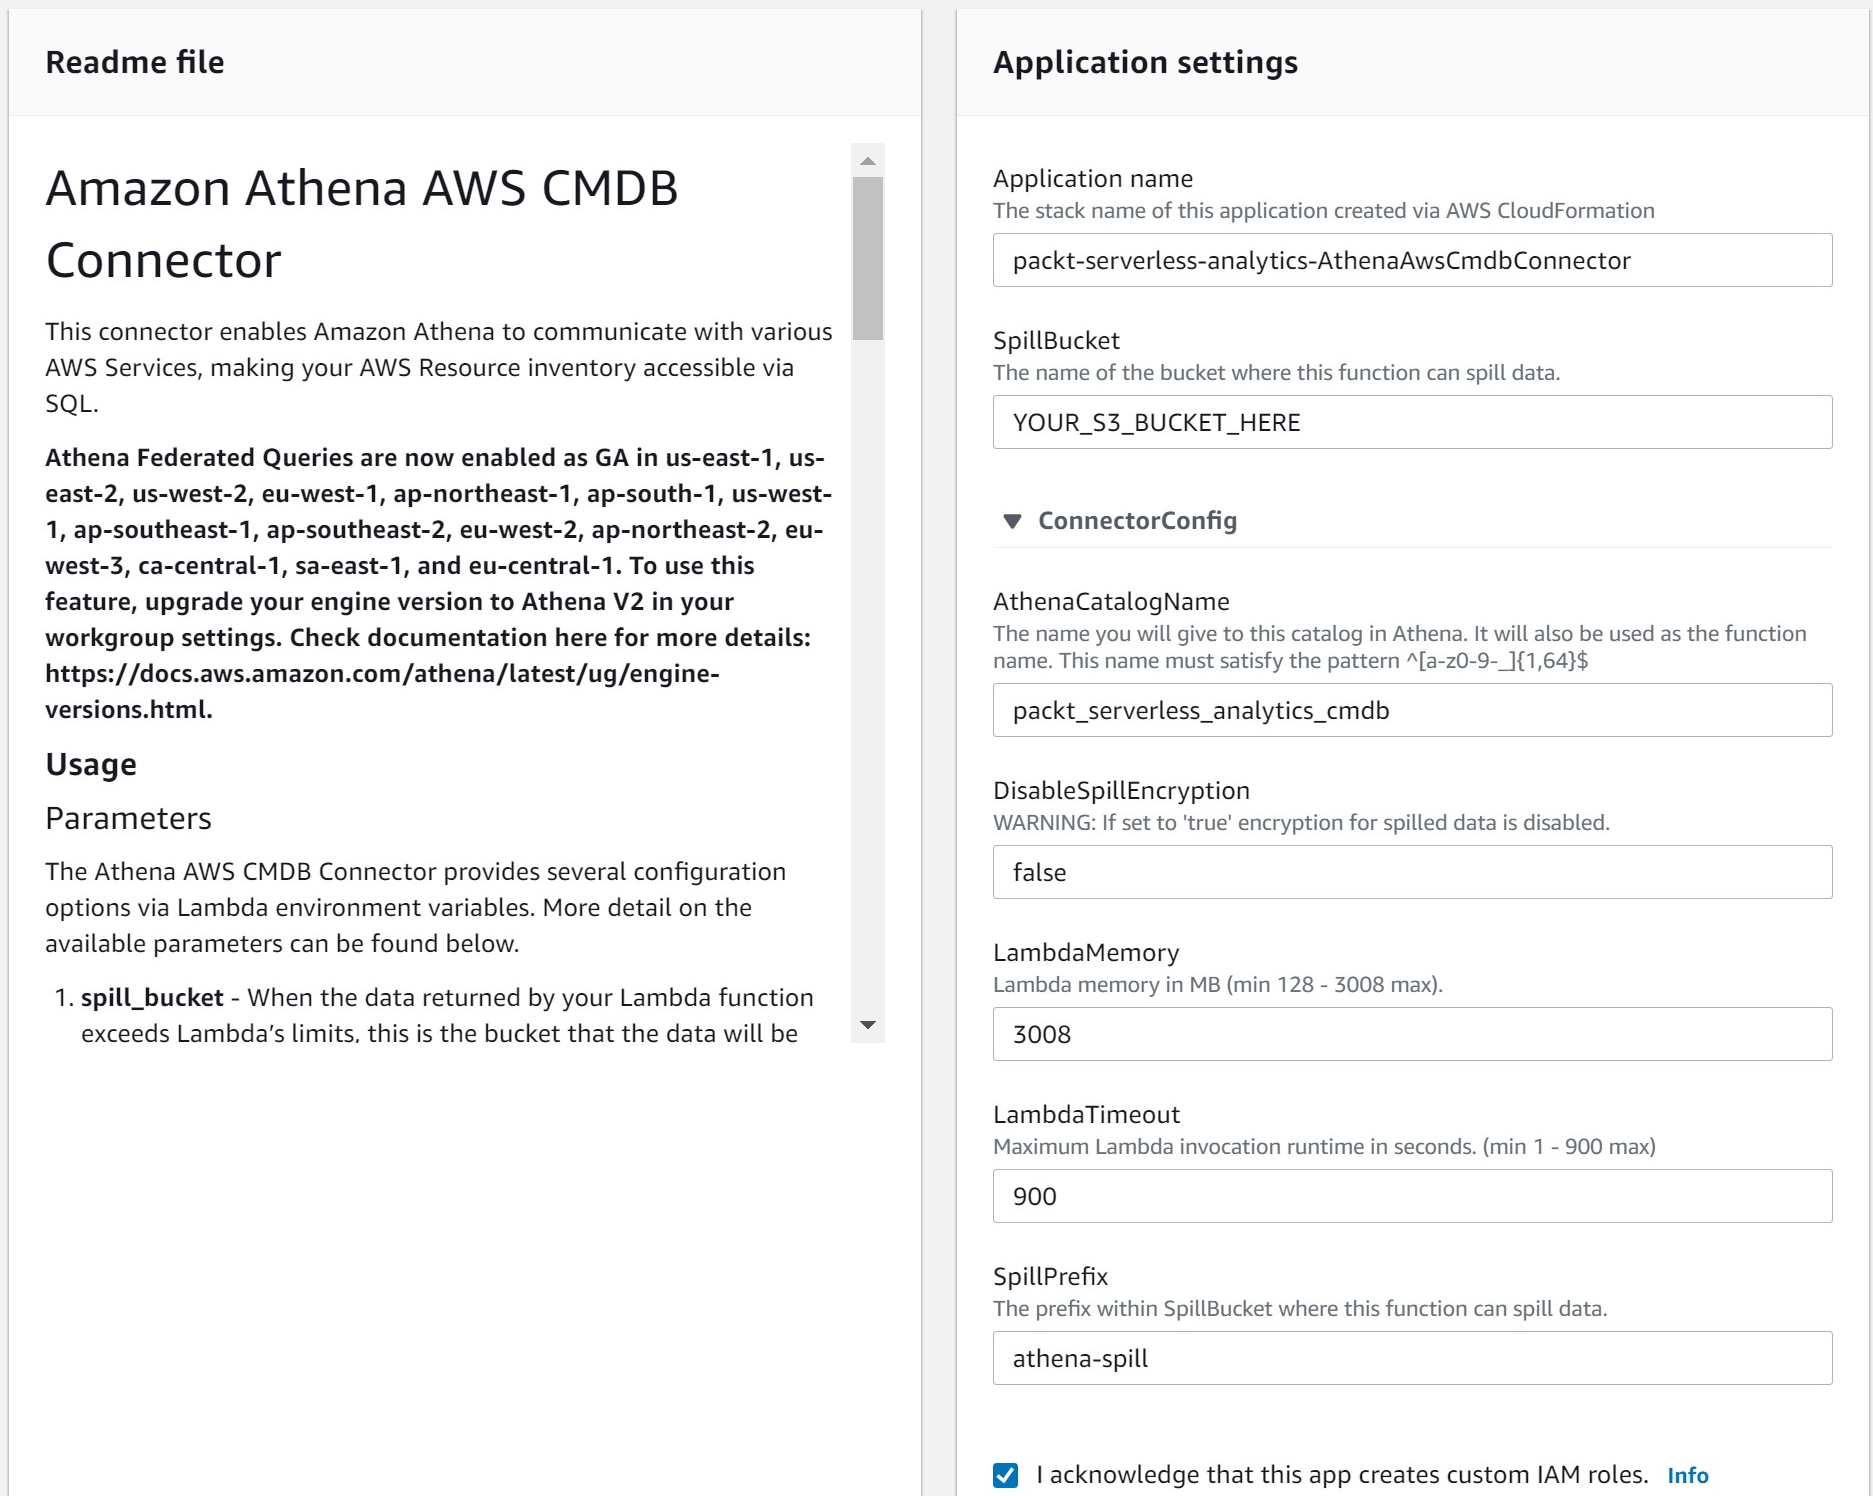 Readme file
Amazon Athena AWS CMDB
Connector
This connector enables Amazon Athena to communicate with various
AWS Services, making your AWS Resource inventory accessible via
SQL.
Athena Federated Queries are now enabled as GA in us-east-1, us-
east-2, us-west-2, eu-west-1, ap-northeast-1, ap-south-1, us-west-
1, ap-southeast-1, ap-southeast-2, eu-west-2, ap-northeast-2, eu-
west-3, ca-central-1, sa-east-1, and eu-central-1. To use this
feature, upgrade your engine version to Athena V2 in your
workgroup settings. Check documentation here for more details:
https://docs.aws.amazon.com/athena/latest/ug/engine-
versions.html.
Usage
Parameters
The Athena AWS CMDB Connector provides several configuration
options via Lambda environment variables. More detail on the
available parameters can be found below.
1. spill_bucket - When the data returned by your Lambda function
exceeds Lambda’s limits, this is the bucket that the data will be
Application settings
Application name
The stack name of this application created via AWS CloudFormation
packt-serverless-analytics-AthenaAwsCmdbConnector
SpillBucket
The name of the bucket where this function can spill data.
YOUR_S3_BUCKET_HERE
ConnectorConfig
AthenaCatalogName
The name you will give to this catalog in Athena. It will also be used as the function
name. This name must satisfy the pattern ^[a-z0-9-_]{1,64}$
packt_serverless_analytics_cmdb
DisableSpillEncryption
WARNING: If set to 'true' encryption for spilled data is disabled.
false
LambdaMemory
Lambda memory in MB (min 128 - 3008 max).
3008
LambdaTimeout
Maximum Lambda invocation runtime in seconds. (min 1 - 900 max)
900
SpillPrefix
The prefix within SpillBucket where this function can spill data.
athena-spill
I acknowledge that this app creates custom IAM roles. Info